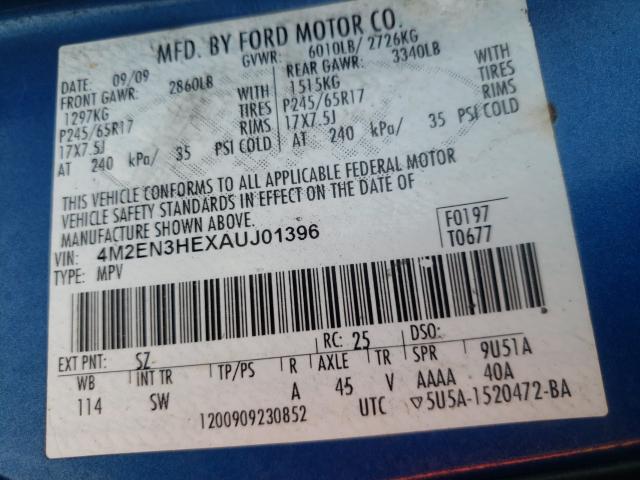 MFD. BY FORD MOTOR CO.
DATE: 09/09 GVWR: 6010LB/ 2726KG
FRONT GAWR: 2860LB REAR GAWR: 3340LB
1297KG WITH 1515KG WITH
P245/65R17 TIRES P245/65R17 TIRES
17X7.5J RIMS 17X7.5J RIMS
AT 240 kPa/ 35 PSI COLD AT 240 kPa/ 35 PSI COLD
THIS VEHICLE CONFORMS TO ALL APPLICABLE FEDERAL MOTOR
VEHICLE SAFETY STANDARDS IN EFFECT ON THE DATE OF
MANUFACTURE SHOWN ABOVE.
VIN: 4M2EN3HEXAUJ01396 F0197
TYPE: MPV T0677
EXT PNT: SZ RC: 25 DSO:
WB INT TR TP/PS R AXLE TR SPR 9U51A
114 SW A 45 V AAAA 40A
1200909230852 UTC ▽5U5A-1520472-BA